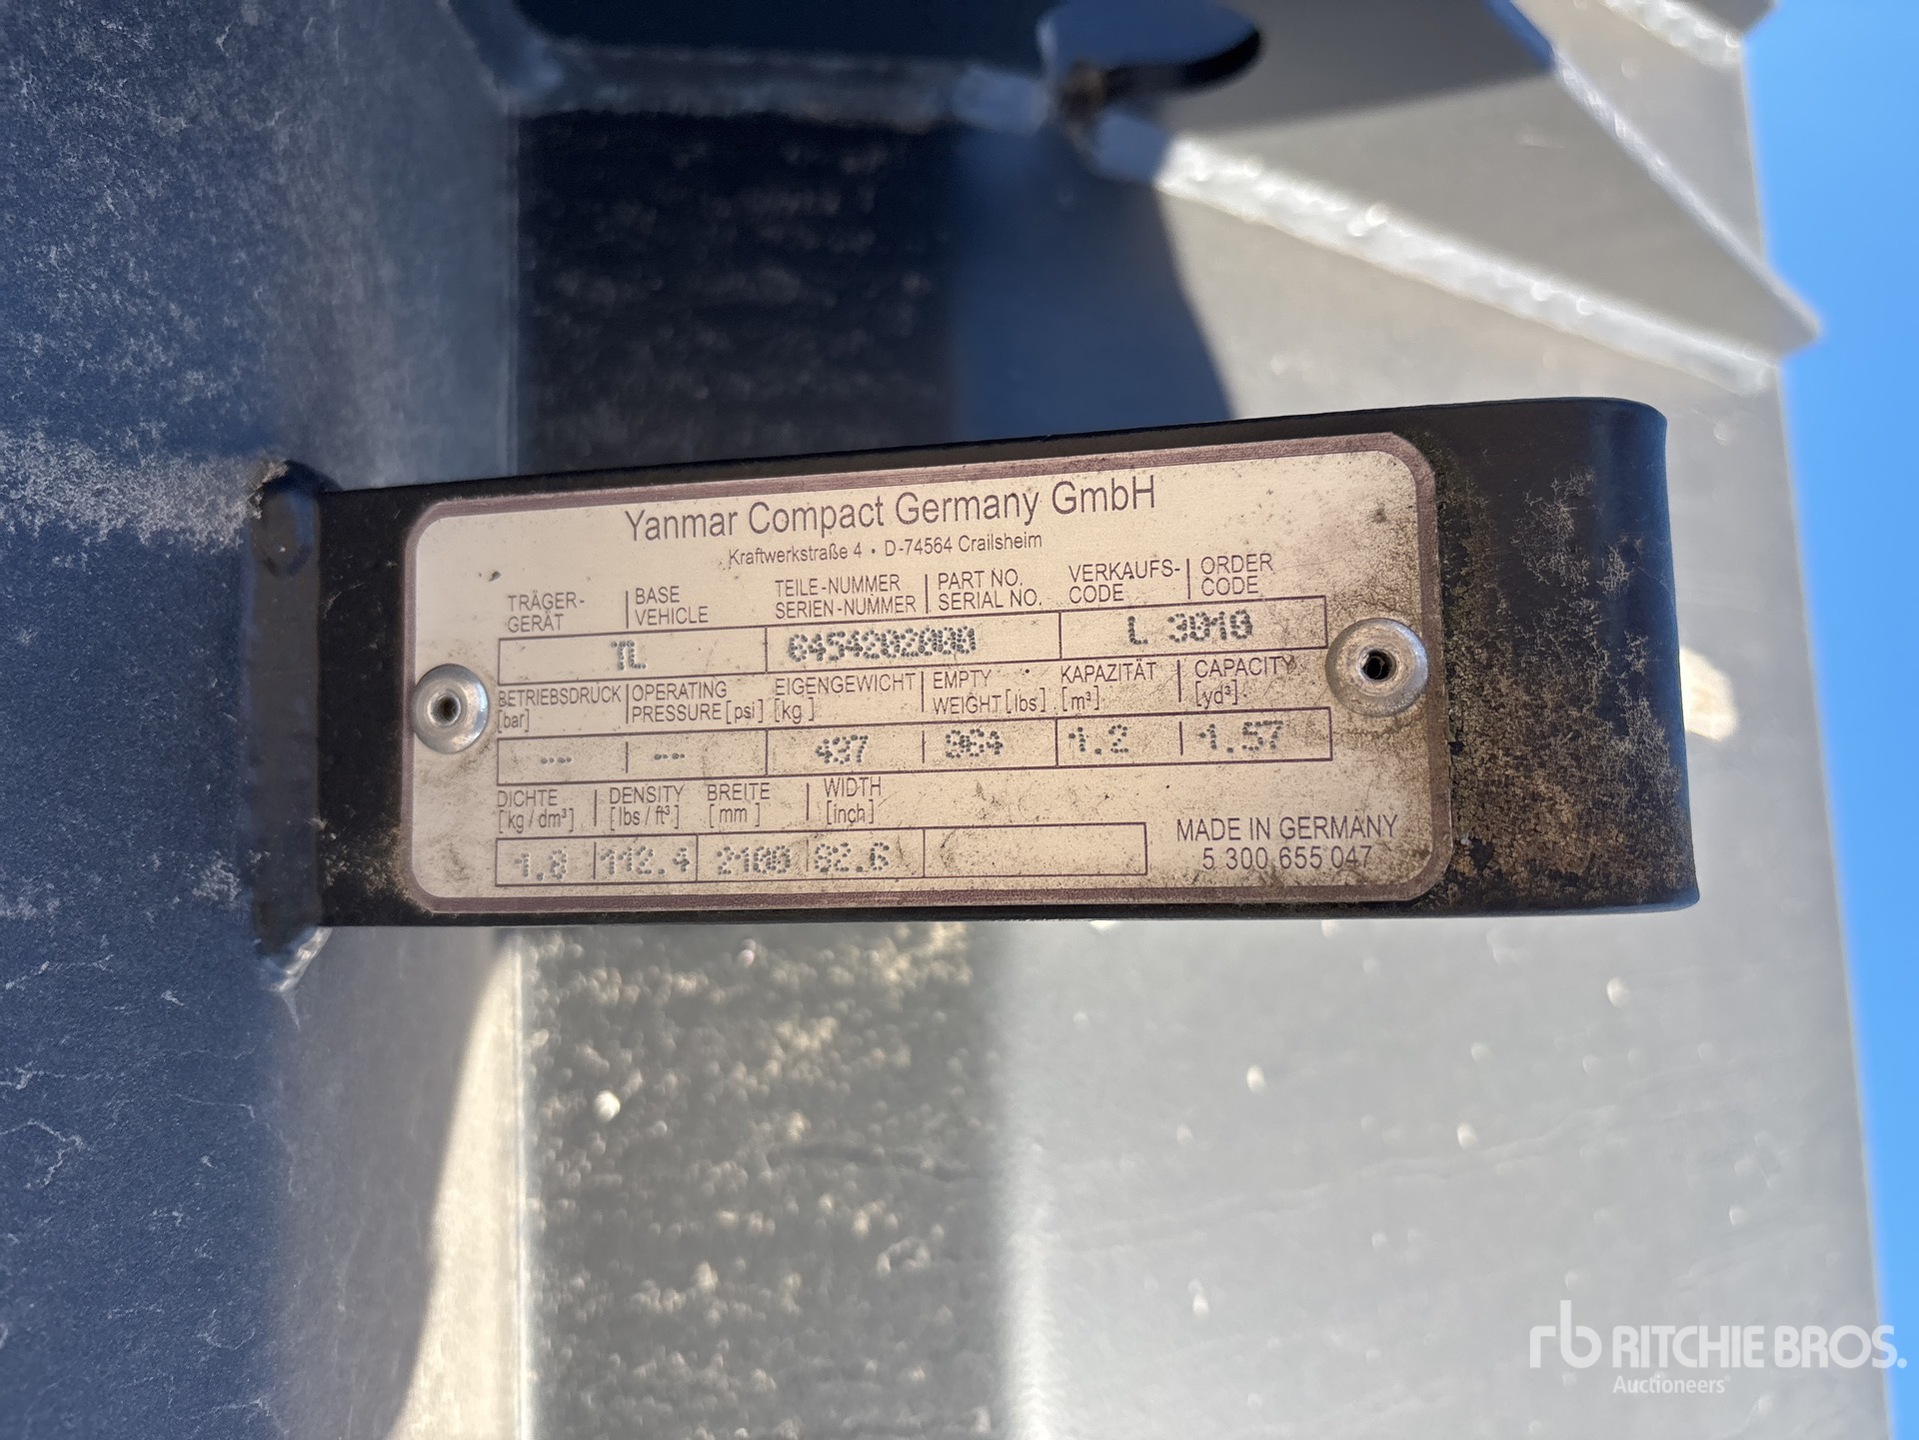 Yanmar Compact Germany GmbH
Kraftwerkstraße 4 • D-74564 Crailsheim
TRÄGER- | BASE TEILE-NUMMER | PART NO. VERKAUFS- | ORDER
GERÄT VEHICLE SERIEN-NUMMER SERIAL NO. CODE CODE
TL 6454202000 L 3010
BETRIEBSDRUCK | OPERATING EIGENGEWICHT | EMPTY KAPAZITÄT | CAPACITY
[bar] PRESSURE [psi] [kg] WEIGHT [lbs] [m³] [yd³]
-- | -- 437 | 964 1.2 | 1.57
DICHTE | DENSITY BREITE | WIDTH
[kg / dm³] [lbs / ft³] [mm] [inch]
1.8 | 112.4 2100 | 82.6
MADE IN GERMANY
5 300 655 047
rb RITCHIE BROS.
Auctioneers